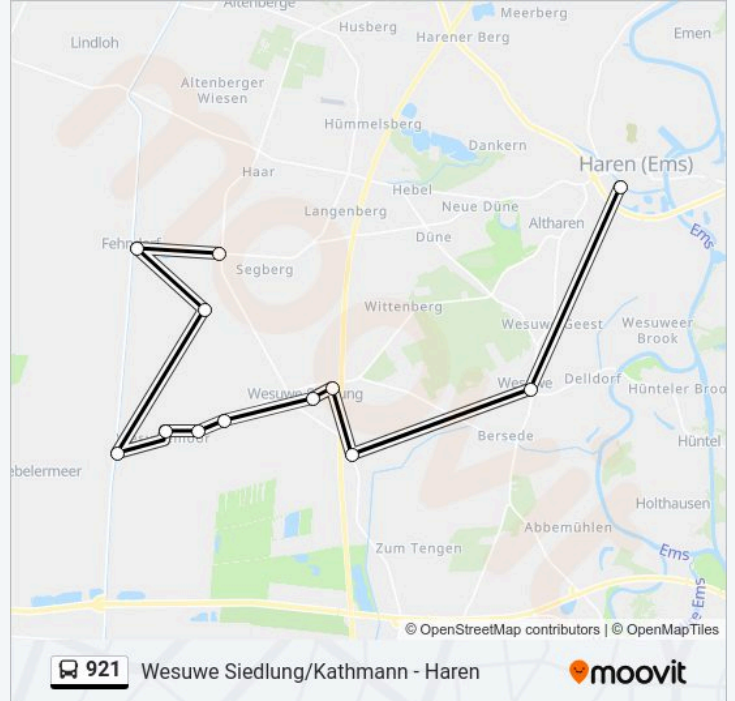 Altenberge
Meerberg
Husberg
Harener Berg
Emen
Lindloh
Altenberger
Wiesen
Hümmelsberg
Dankern
Haren (Ems)
Haar
Hebel
Neue Düne
Langenberg
Altharen
Düne
Ems
Segberg
Wittenberg
Wesuwe Geest
Wesuweer
Brook
Delldorf
Hünteler Broo
Bersede
Hüntel
ebelermeer
Holthausen
Abbemühlen
Zum Tengen
Ems
e Ems
© OpenStreetMap contributors | © OpenMapTiles
921 Wesuwe Siedlung/Kathmann - Haren
moovit
moovit